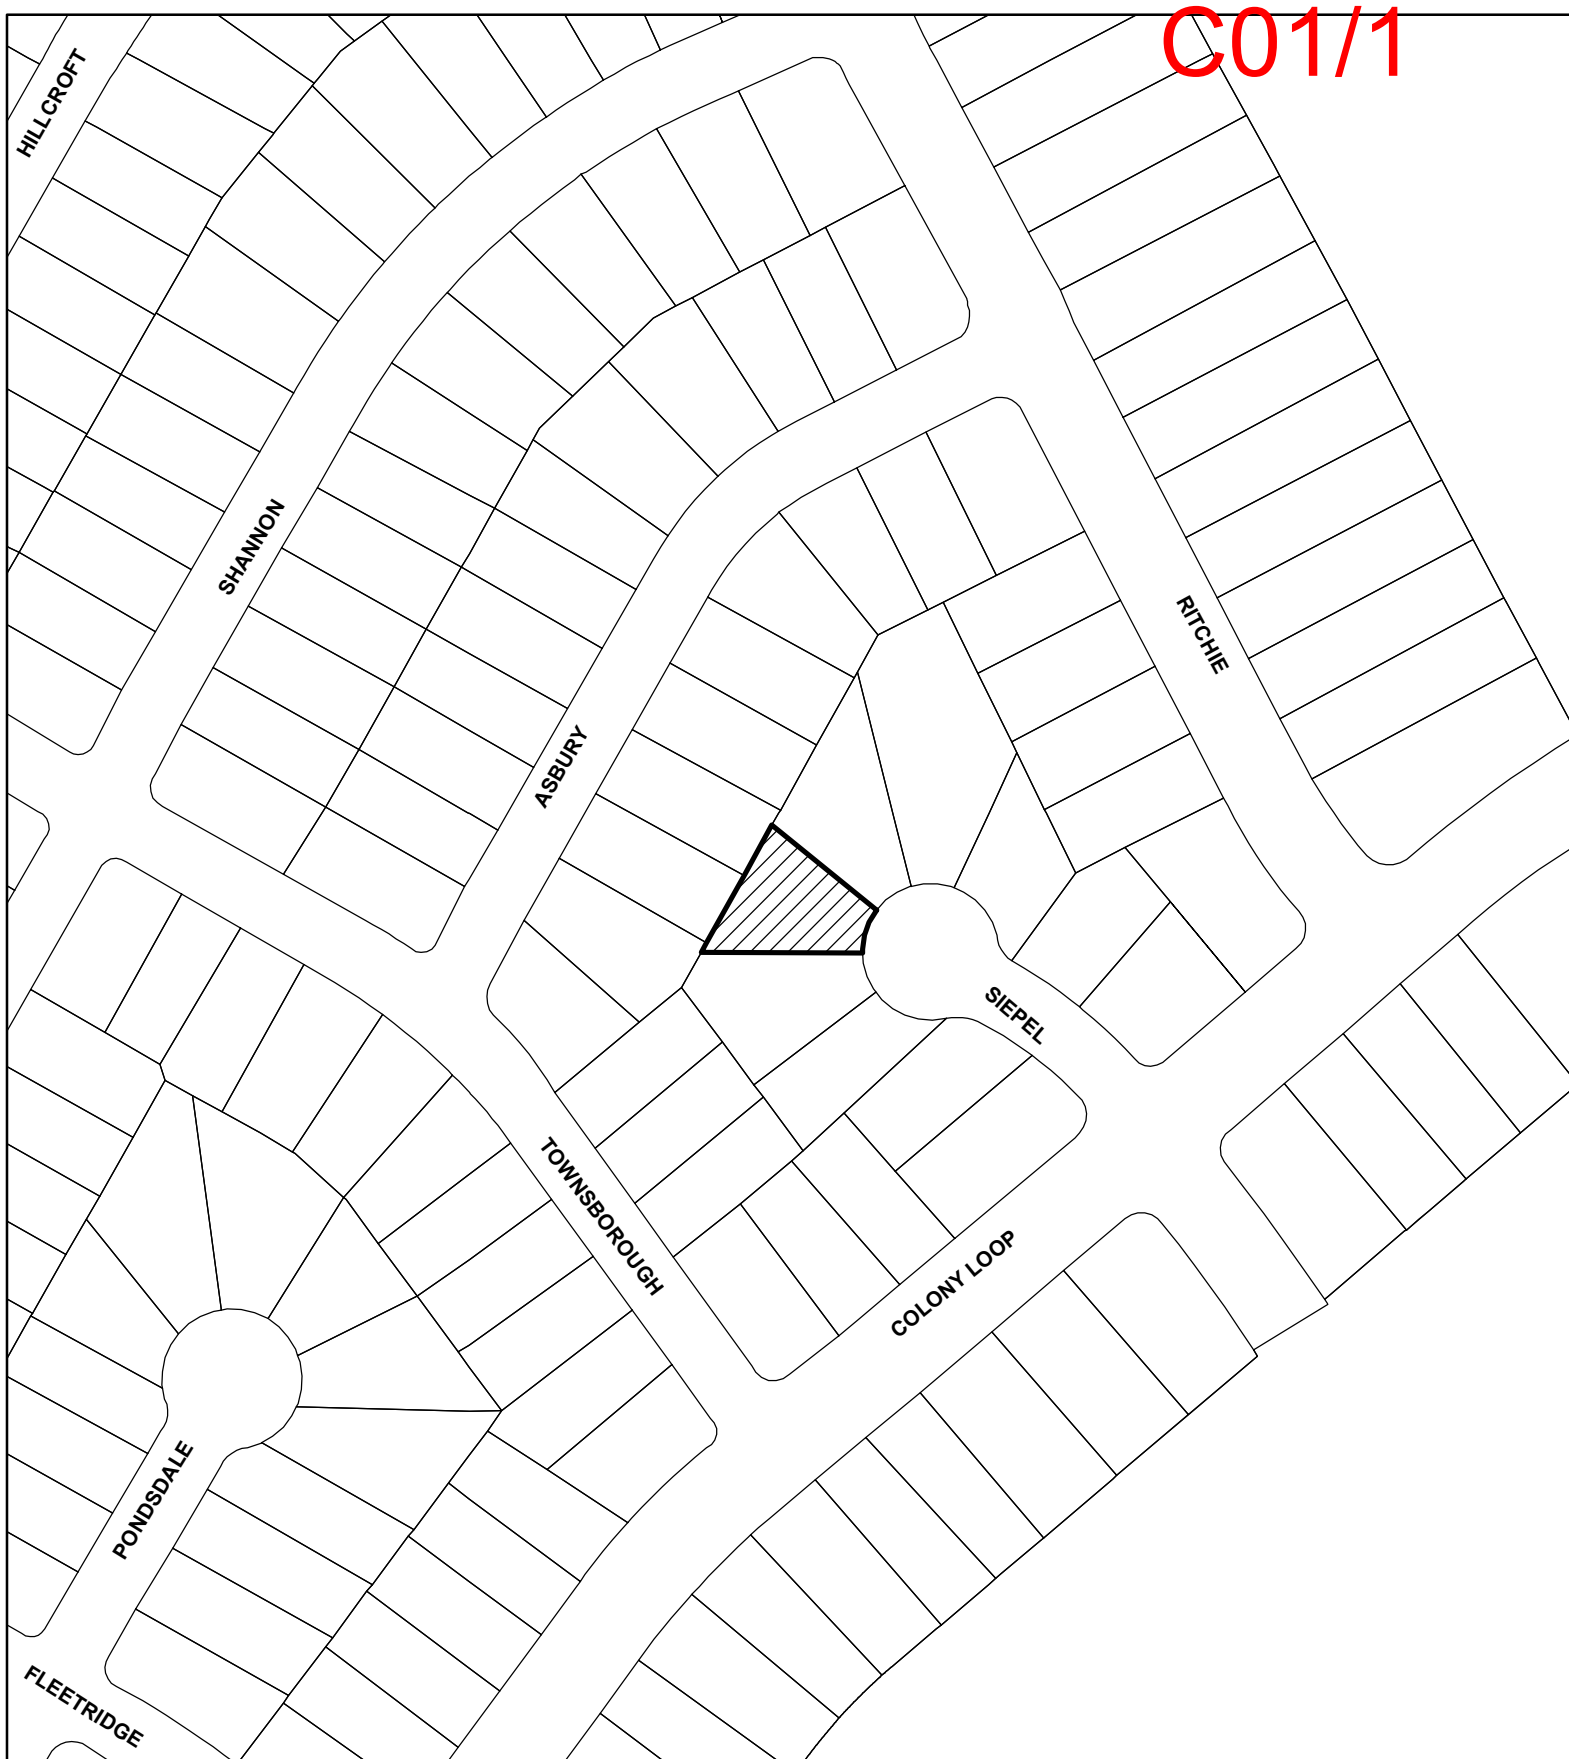 C01/1
HILLCROFT
SHANNON
RITCHIE
ASBURY
SIEPEL
TOWNSBOROUGH
COLONY LOOP
PONDSDALE
FLEETRIDGE